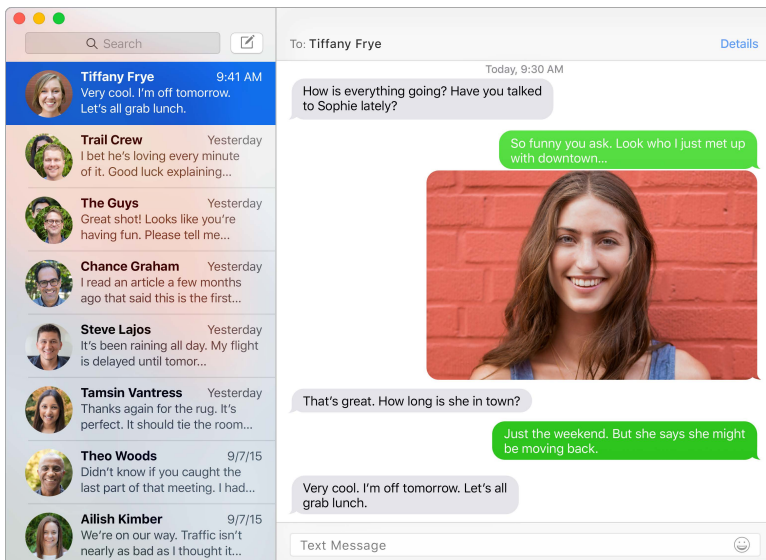 Search
Tiffany Frye 9:41 AM
Very cool. I'm off tomorrow.
Let's all grab lunch.
Trail Crew Yesterday
I bet he's loving every minute
of it. Good luck explaining...
The Guys Yesterday
Great shot! Looks like you're
having fun. Please tell me...
Chance Graham Yesterday
I read an article a few months
ago that said this is the first...
Steve Lajos Yesterday
It's been raining all day. My flight
is delayed until tomor...
Tamsin Vantress Yesterday
Thanks again for the rug. It's
perfect. It should tie the room...
Theo Woods 9/7/15
Didn't know if you caught the
last part of that meeting. I had...
Ailish Kimber 9/7/15
We're on our way. Traffic isn't
nearly as bad as I thought it...
To: Tiffany Frye Details
Today, 9:30 AM
How is everything going? Have you talked
to Sophie lately?
So funny you ask. Look who I just met up
with downtown...
That's great. How long is she in town?
Just the weekend. But she says she might
be moving back.
Very cool. I'm off tomorrow. Let's all
grab lunch.
Text Message